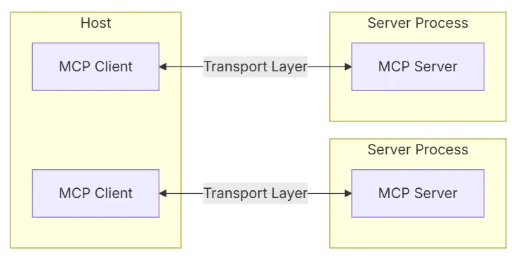 Host
MCP Client
Transport Layer
Server Process
MCP Server
MCP Client
Transport Layer
Server Process
MCP Server